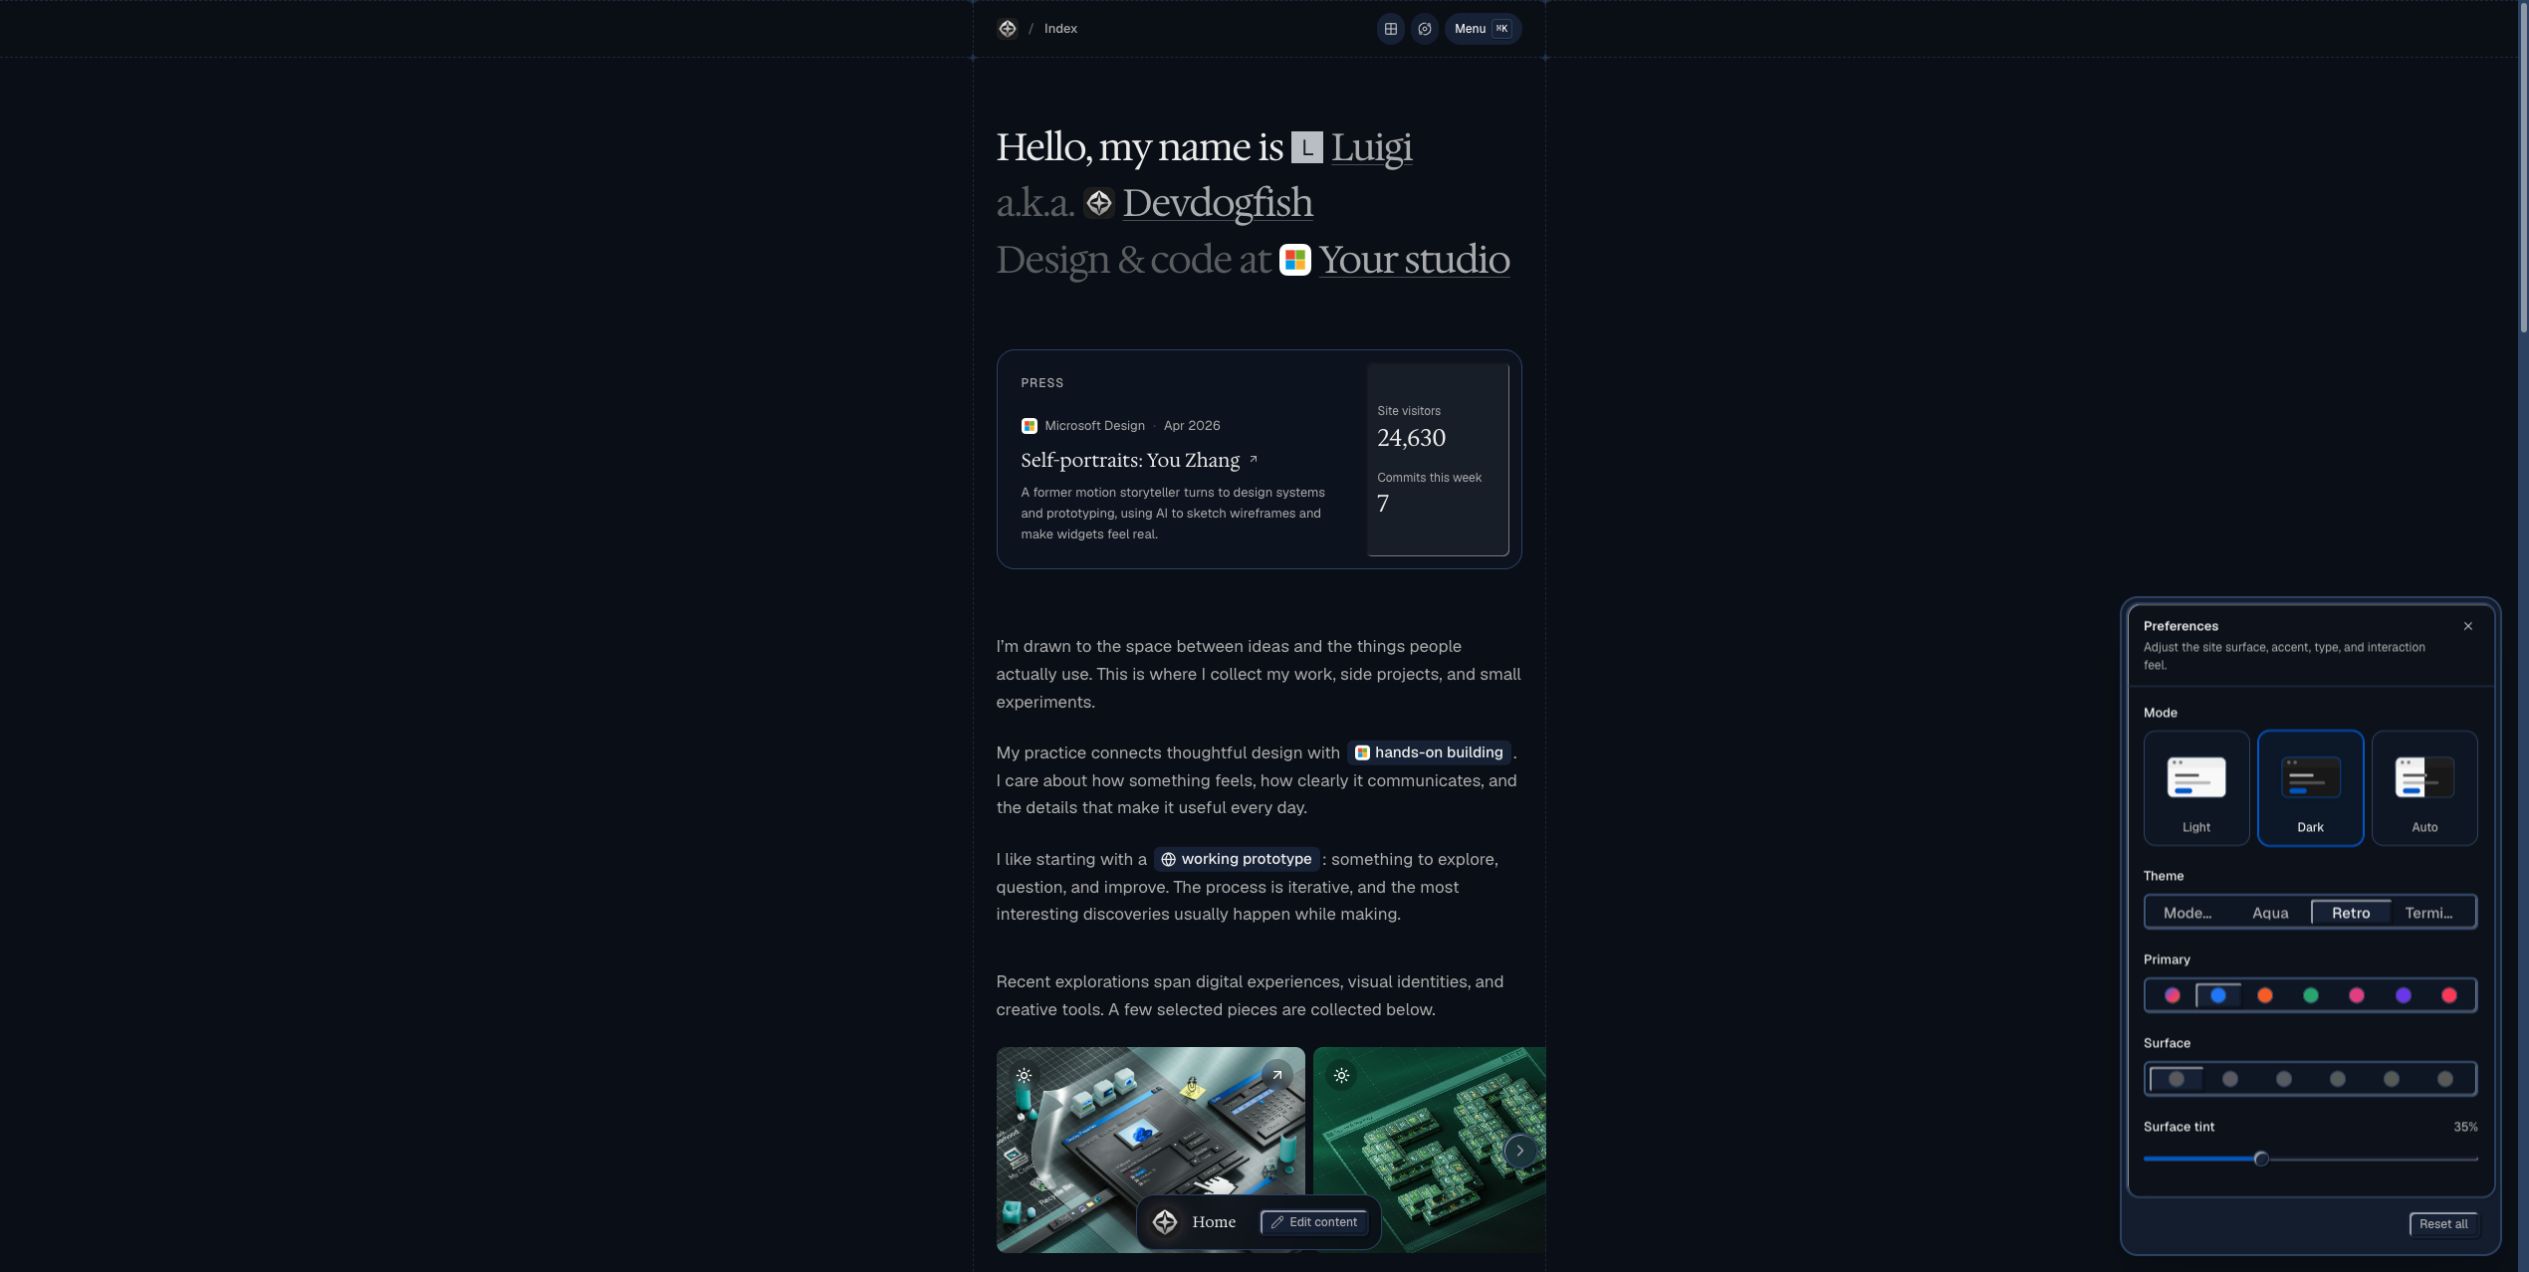 / Index
Menu ⌘K
Hello, my name is L Luigi
a.k.a. Devdogfish
Design & code at Your studio
PRESS
Microsoft Design · Apr 2026
Self-portraits: You Zhang
A former motion storyteller turns to design systems
and prototyping, using AI to sketch wireframes and
make widgets feel real.
Site visitors
24,630
Commits this week
7
I’m drawn to the space between ideas and the things people
actually use. This is where I collect my work, side projects, and small
experiments.
My practice connects thoughtful design with hands-on building .
I care about how something feels, how clearly it communicates, and
the details that make it useful every day.
I like starting with a working prototype : something to explore,
question, and improve. The process is iterative, and the most
interesting discoveries usually happen while making.
Recent explorations span digital experiences, visual identities, and
creative tools. A few selected pieces are collected below.
Recycle Bin
Home
Edit content
Preferences
Adjust the site surface, accent, type, and interaction
feel.
Mode
Light
Dark
Auto
Theme
Mode...
Aqua
Retro
Termi...
Primary
Surface
Surface tint
35%
Reset all